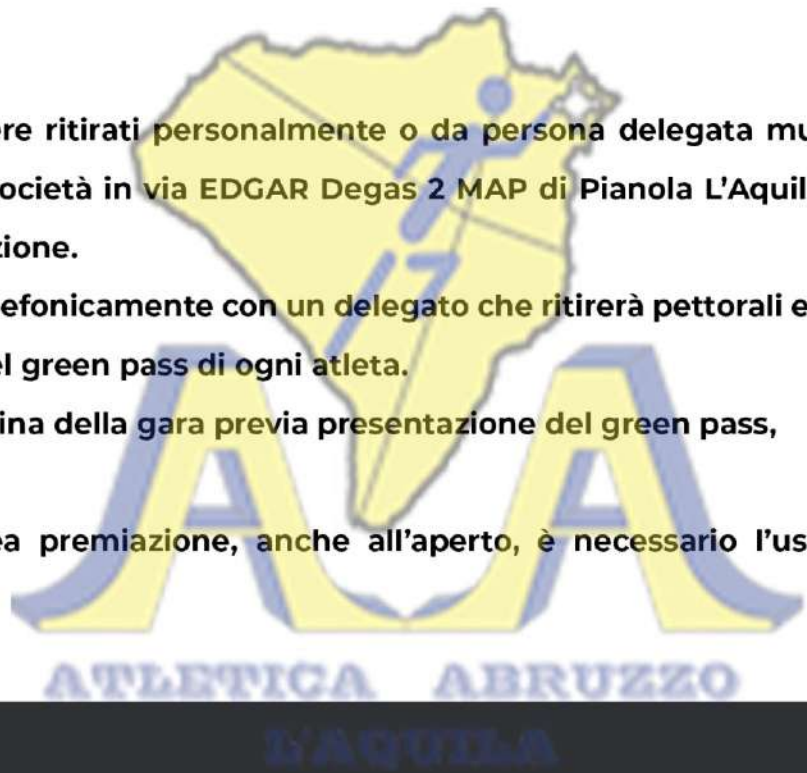 ere ritirati personalmente o da persona delegata mu
ocietà in via EDGAR Degas 2 MAP di Pianola L'Aquil
zione.
efonicamente con un delegato che ritirerà pettorali e
el green pass di ogni atleta.
ina della gara previa presentazione del green pass,
ea premiazione, anche all'aperto, è necessario l'us
AA
ATLETICA ABRUZZO
L'AQUILA